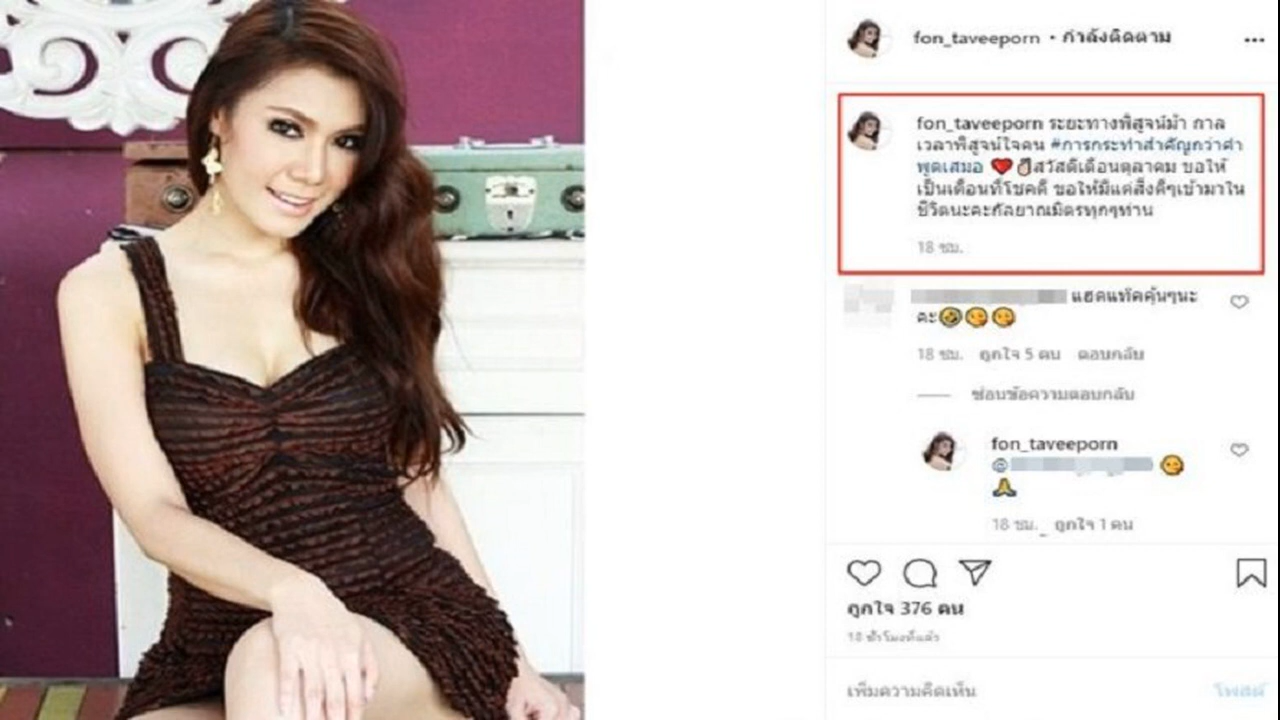 fon_taveeporn • กำลังติดตาม
fon_taveeporn ระยะทางพิสูจน์ม้า กาล
เวลาพิสูจน์ใจคน #การกระทำสำคัญกว่าคำ
พูดเสมอ ❤️👌🏻สวัสดีเดือนตุลาคม ขอให้
เป็นเดือนที่โชคดี ขอให้มีแต่สิ่งดีๆเข้ามาใน
ชีวิตนะคะกัลยาณมิตรทุกๆท่าน
18 ชม.
แฮดแท้คคุ้นๆนะ
คะ🤣😋😋
18 ชม. ถูกใจ 5 คน ตอบกลับ
ซ่อนข้อความตอบกลับ
fon_taveeporn
@ 😋
🙏
18 ชม. ถูกใจ 1 คน
ถูกใจ 376 คน
18 ชั่วโมงที่แล้ว
เพิ่มความคิดเห็น
โพสต์